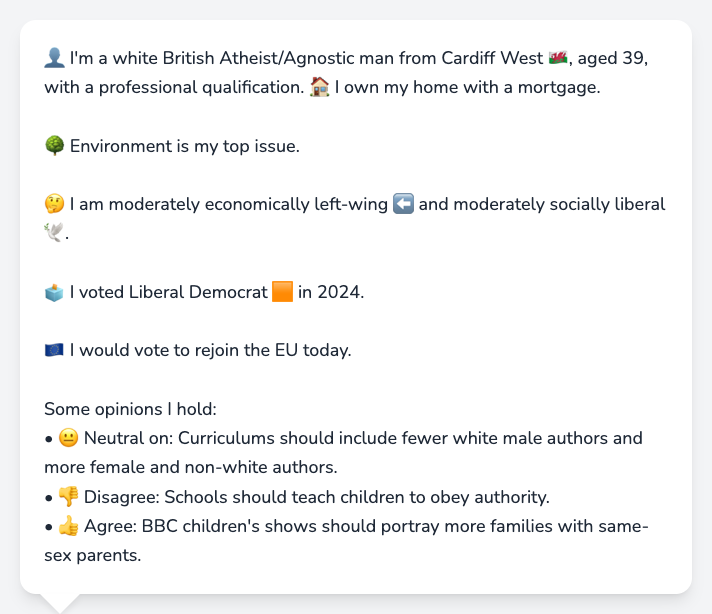 👤 I'm a white British Atheist/Agnostic man from Cardiff West 🏴󠁧󠁢󠁷󠁬󠁳󠁿, aged 39,
with a professional qualification. 🏠 I own my home with a mortgage.
🌳 Environment is my top issue.
🤔 I am moderately economically left-wing ⬅️ and moderately socially liberal
🕊️.
🗳️ I voted Liberal Democrat 🟧 in 2024.
🇪🇺 I would vote to rejoin the EU today.
Some opinions I hold:
• 😐 Neutral on: Curriculums should include fewer white male authors and
more female and non-white authors.
• 👎 Disagree: Schools should teach children to obey authority.
• 👍 Agree: BBC children's shows should portray more families with same-
sex parents.